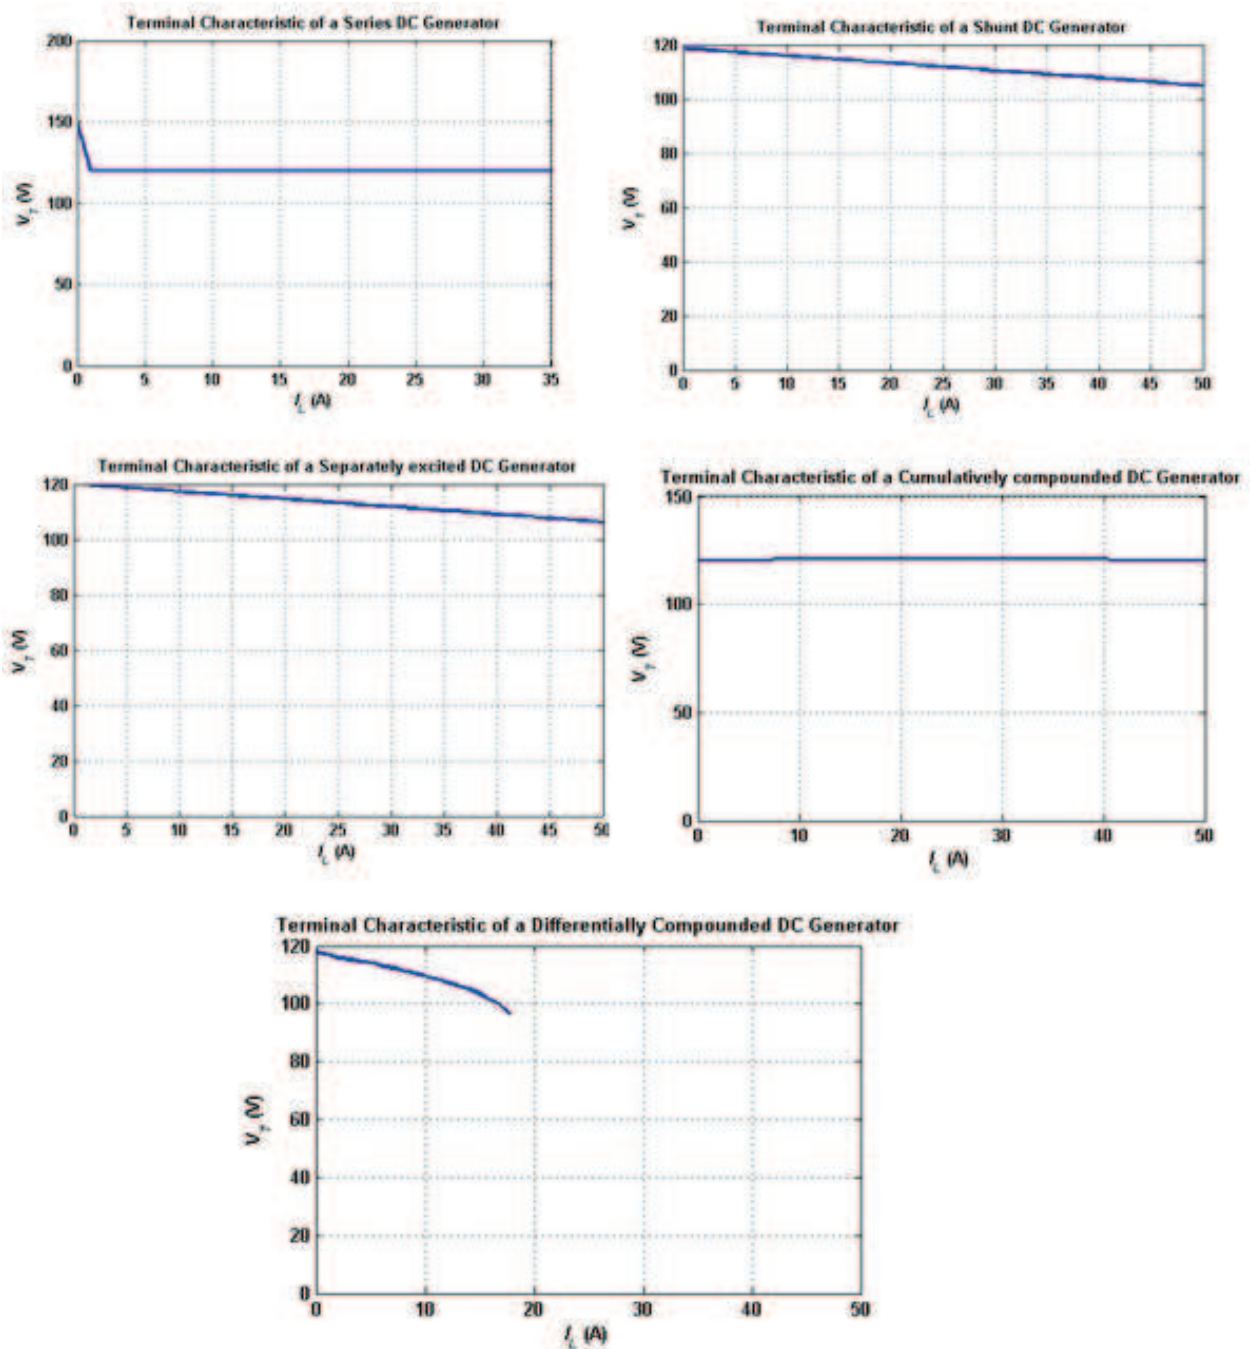 Terminal Characteristic of a Series DC Generator
200
150
100
50
0
0 5 10 15 20 25 30 35
V_T (V)
I_L (A)
Terminal Characteristic of a Shunt DC Generator
120
100
80
60
40
20
0
0 5 10 15 20 25 30 35 40 45 50
V_T (V)
I_L (A)
Terminal Characteristic of a Separately excited DC Generator
120
100
80
60
40
20
0
0 5 10 15 20 25 30 35 40 45 50
V_T (V)
I_L (A)
Terminal Characteristic of a Cumulatively compounded DC Generator
150
100
50
0
0 10 20 30 40 50
V_T (V)
I_L (A)
Terminal Characteristic of a Differentially Compounded DC Generator
120
100
80
60
40
20
0
0 10 20 30 40 50
V_T (V)
I_L (A)